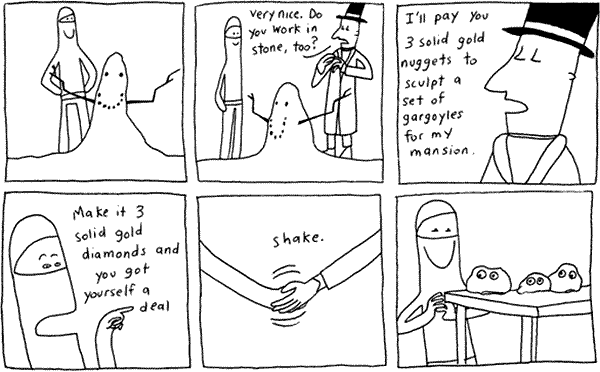 Very nice. Do
you work in
stone, too?
I'll pay you
3 solid gold
nuggets to
sculpt a
set of
gargoyles
for my
mansion.
Make it 3
solid gold
diamonds and
you got
yourself a
deal
shake.